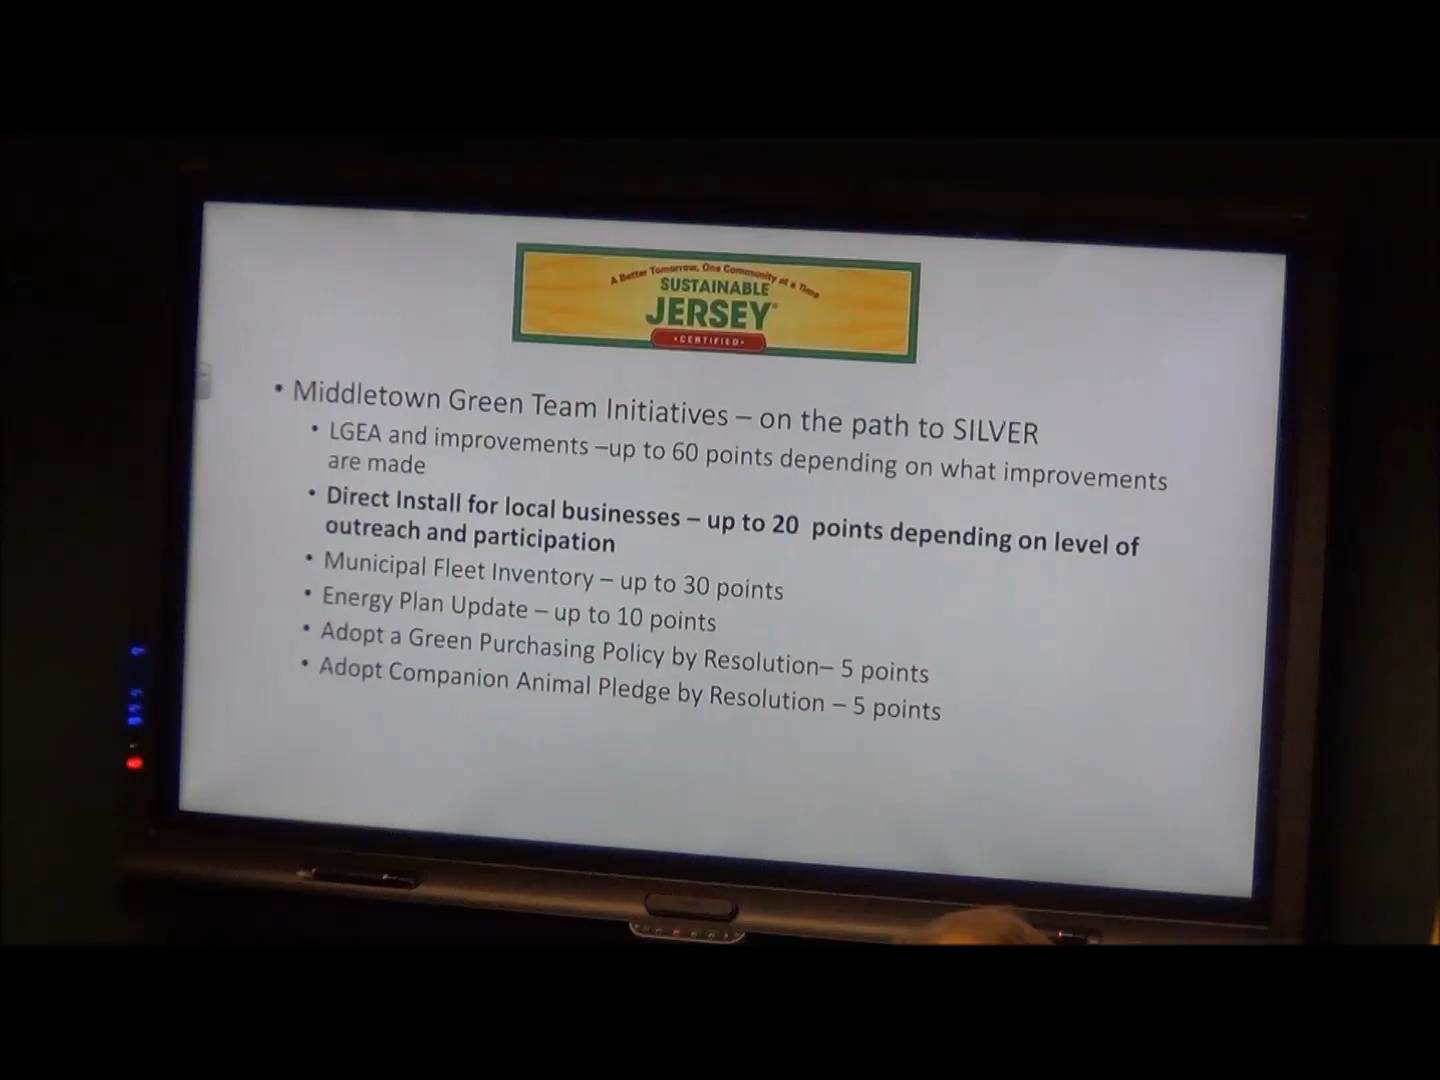 A Better Tomorrow, One Community at a Time
SUSTAINABLE
JERSEY®
•CERTIFIED•
• Middletown Green Team Initiatives – on the path to SILVER
• LGEA and improvements –up to 60 points depending on what improvements
are made
• Direct Install for local businesses – up to 20 points depending on level of
outreach and participation
• Municipal Fleet Inventory – up to 30 points
• Energy Plan Update – up to 10 points
• Adopt a Green Purchasing Policy by Resolution– 5 points
• Adopt Companion Animal Pledge by Resolution – 5 points